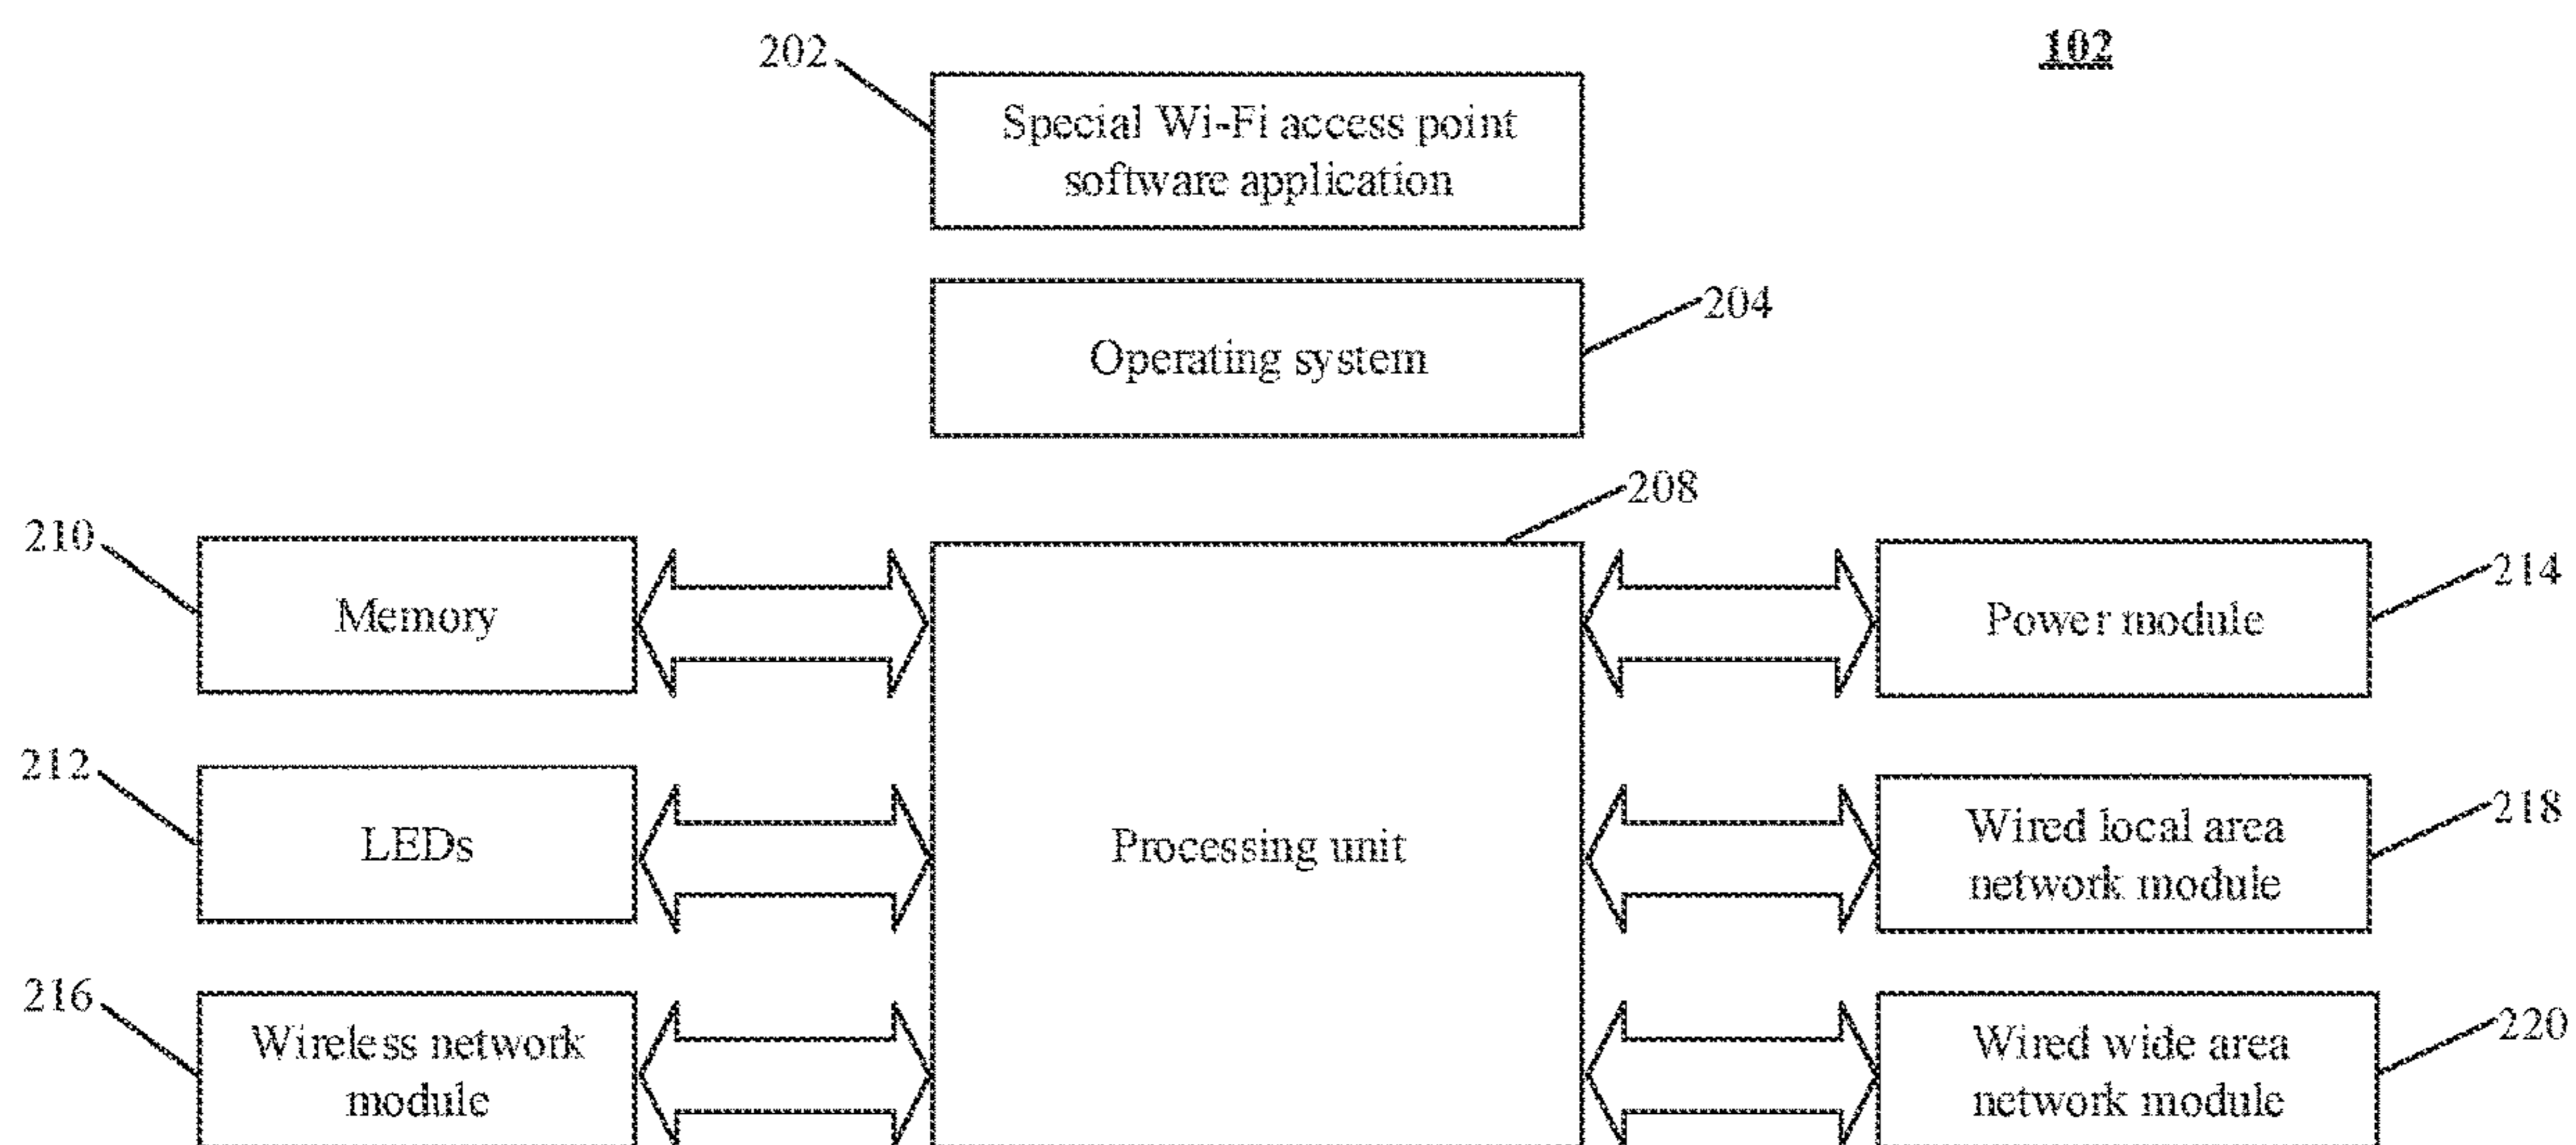 102
202
Special Wi-Fi access point
software application
204
Operating system
208
210
Memory
214
Power module
212
LEDs
Processing unit
218
Wired local area
network module
216
Wireless network
module
220
Wired wide area
network module